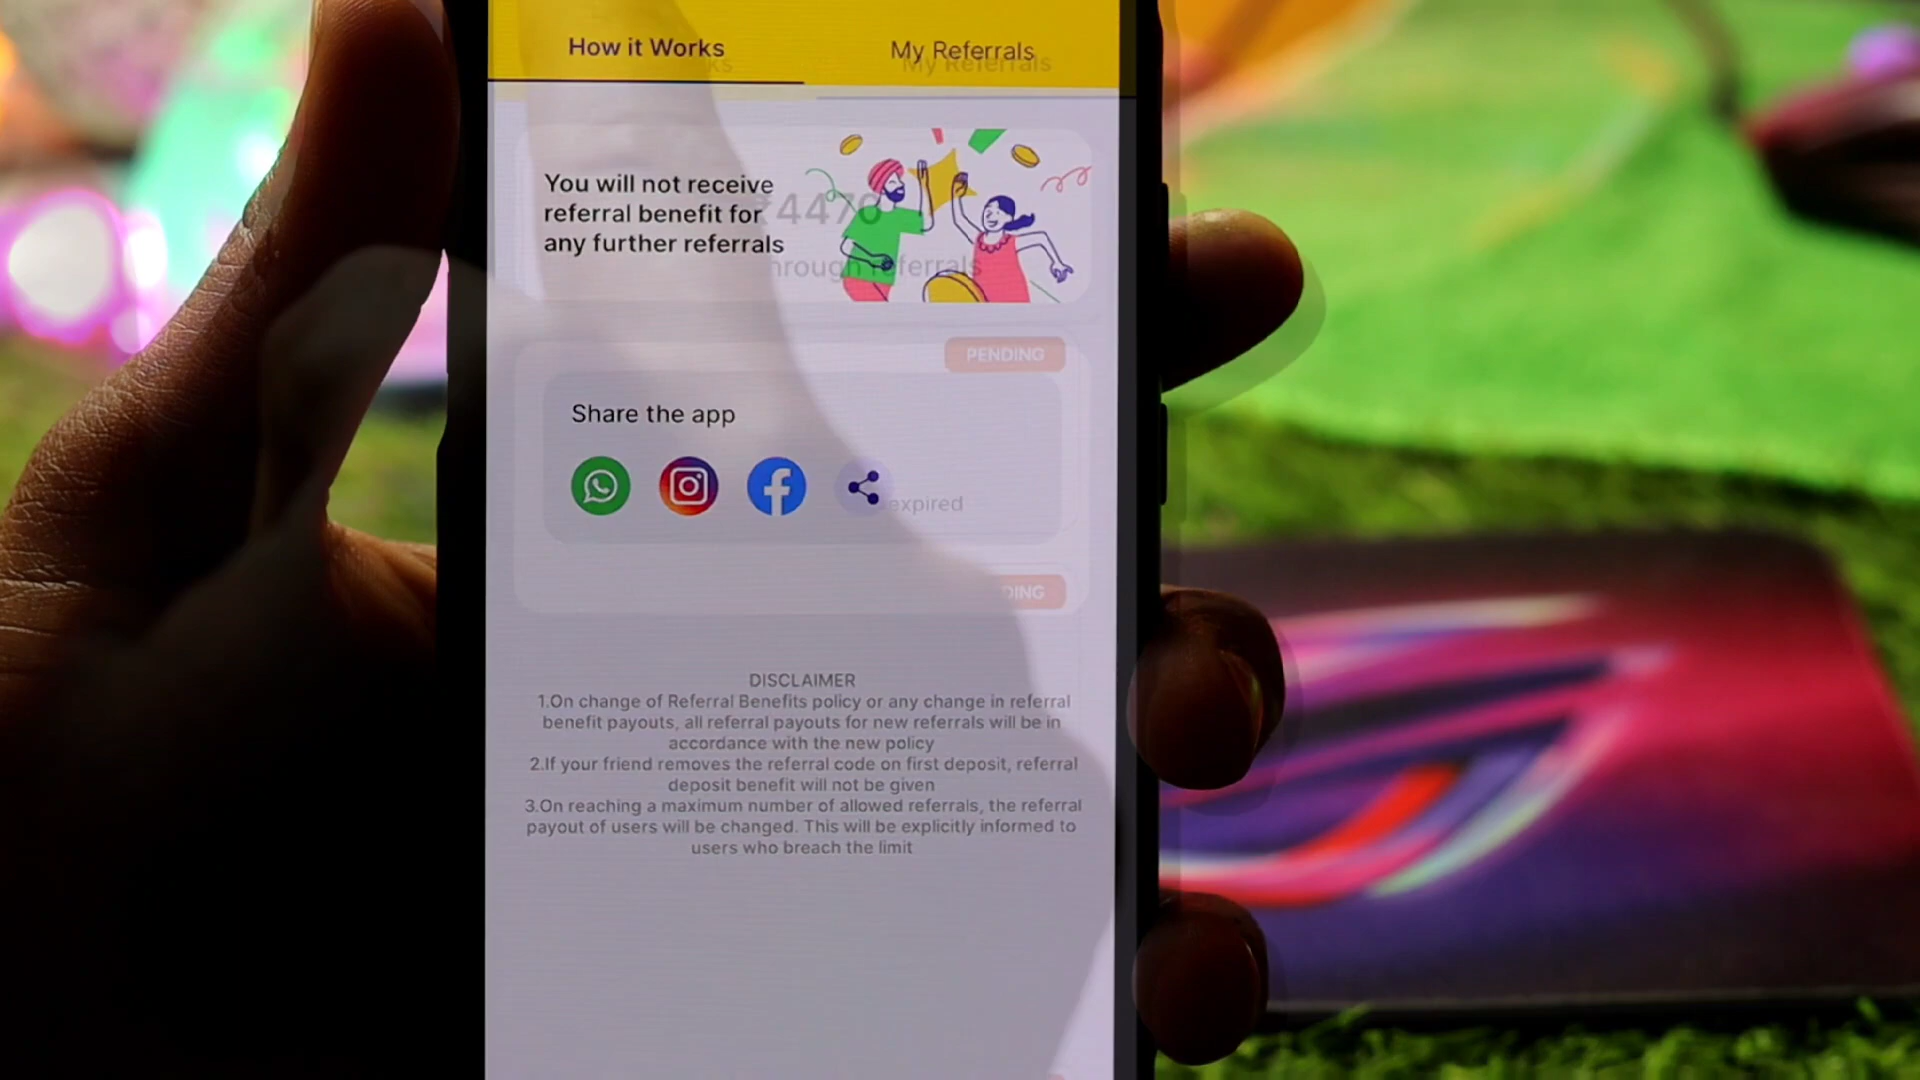 How it Works
My Referrals
My Referrals
You will not receive
referral benefit for
any further referrals
through referrals
PENDING
Share the app
expired
DISCLAIMER
1.On change of Referral Benefits policy or any change in referral
benefit payouts, all referral payouts for new referrals will be in
accordance with the new policy
2.If your friend removes the referral code on first deposit, referral
deposit benefit will not be given
3.On reaching a maximum number of allowed referrals, the referral
payout of users will be changed. This will be explicitly informed to
users who breach the limit